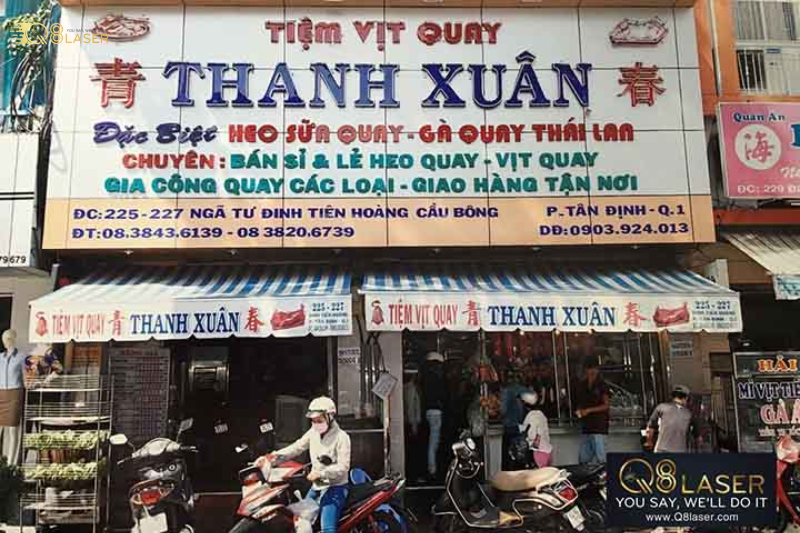 Q8LASER
TIỆM VỊT QUAY
青 THANH XUÂN 春
Đặc Biệt HEO SỮA QUAY - GÀ QUAY THÁI LAN
CHUYÊN : BÁN SỈ & LẺ HEO QUAY - VỊT QUAY
GIA CÔNG QUAY CÁC LOẠI - GIAO HÀNG TẬN NƠI
ĐC: 225 - 227 NGÃ TƯ ĐINH TIÊN HOÀNG CẦU BÔNG P. TÂN ĐỊNH - Q.1
ĐT: 08.3843.6139 - 08 3820.6739 DĐ: 0903.924.013
Quán Ăn
海
ĐC: 229
79679
TIỆM VỊT QUAY 青 THANH XUÂN 春 225 - 227
TIỆM VỊT QUAY 青 THANH XUÂN 春 225 - 227
HẢI
MÌ VỊT TIỀM
Q8LASER
YOU SAY, WE'LL DO IT
www.Q8laser.com